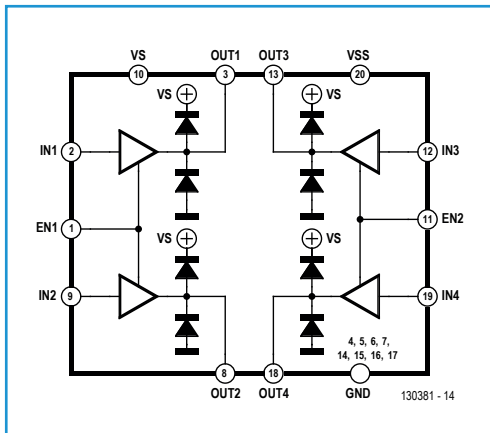 VS OUT1 OUT3 VSS
10 3 13 20
VS VS
IN1 2 12 IN3
EN1 1 11 EN2
VS VS
IN2 9 19 IN4
4, 5, 6, 7,
14, 15, 16, 17
8 18
OUT2 OUT4 GND
130381 - 14